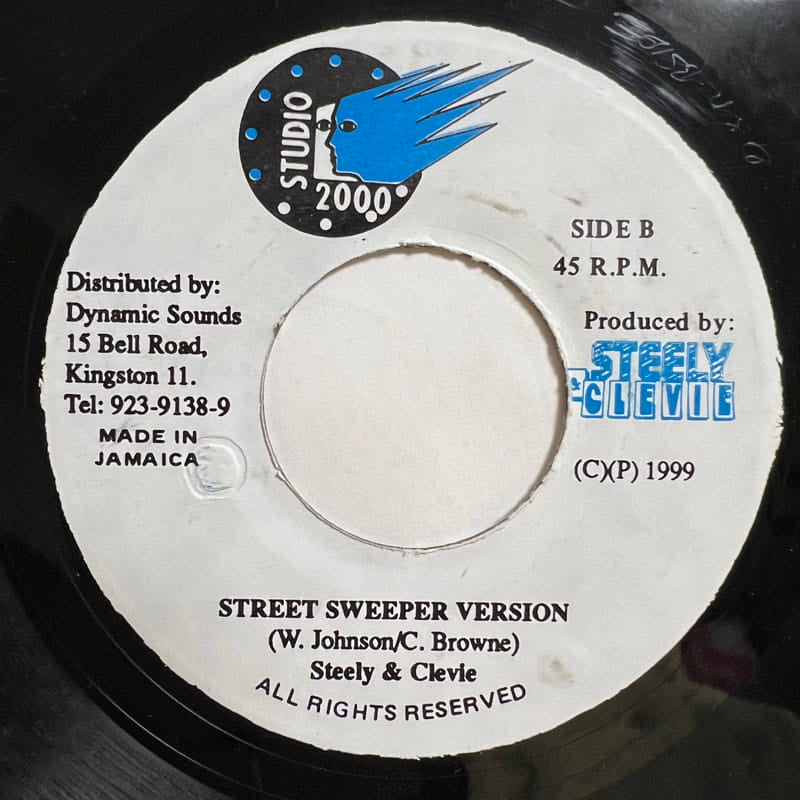 STUDIO
2000
SIDE B
45 R.P.M.
Distributed by:
Dynamic Sounds
15 Bell Road,
Kingston 11.
Tel: 923-9138-9
MADE IN
JAMAICA
Produced by:
STEELY
& CLEVIE
(C)(P) 1999
STREET SWEEPER VERSION
(W. Johnson/C. Browne)
Steely & Clevie
ALL RIGHTS RESERVED